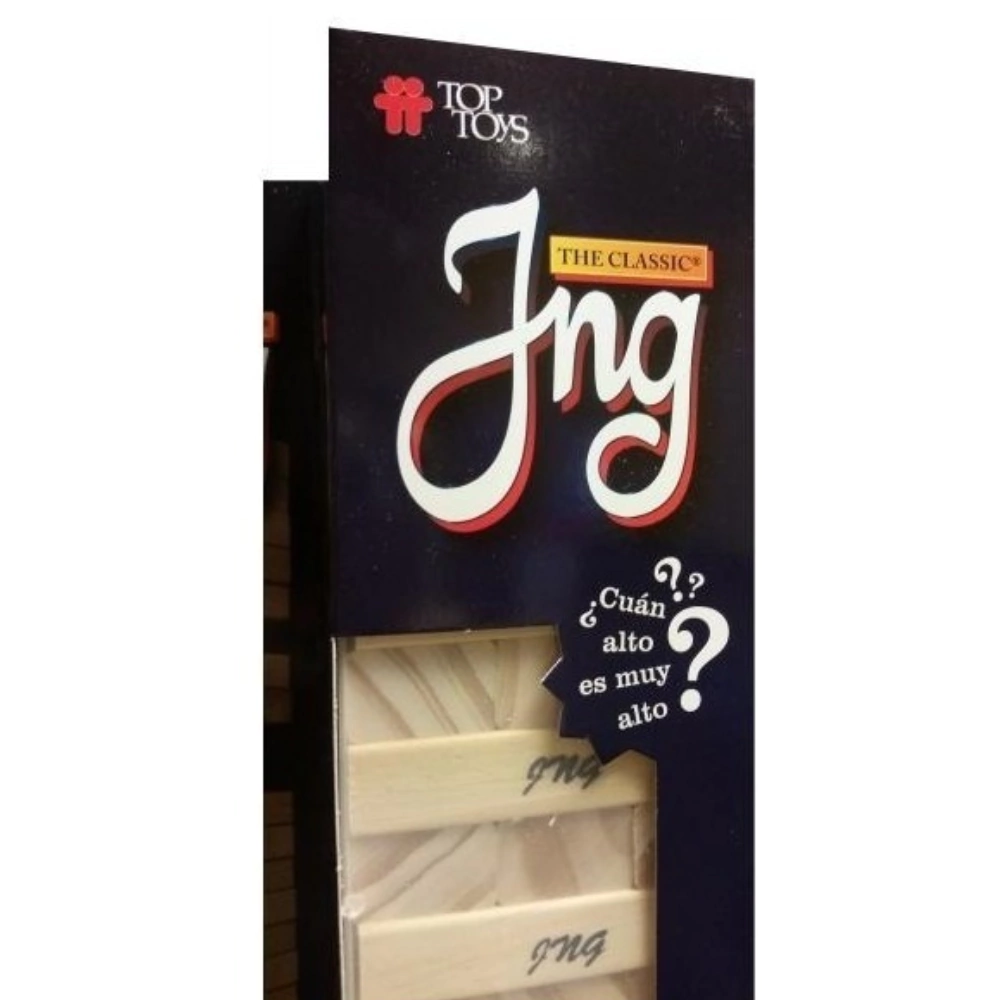 TOP
TOYS
THE CLASSIC®
Jng
¿Cuán
alto
es muy
alto
???
JNG
JNG